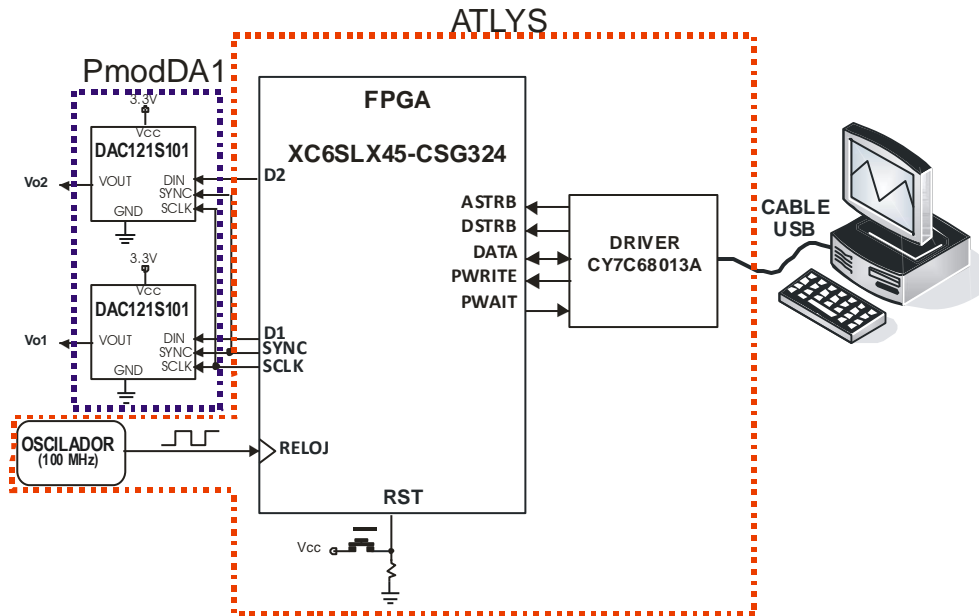 ATLYS
PmodDA1
3.3V
Vcc
DAC121S101
VOUT
DIN
SYNC
SCLK
GND
Vo2
3.3V
Vcc
DAC121S101
VOUT
DIN
SYNC
SCLK
GND
Vo1
FPGA
XC6SLX45-CSG324
D2
D1
SYNC
SCLK
RELOJ
RST
ASTRB
DSTRB
DATA
PWRITE
PWAIT
DRIVER
CY7C68013A
CABLE
USB
OSCILADOR
(100 MHz)
Vcc